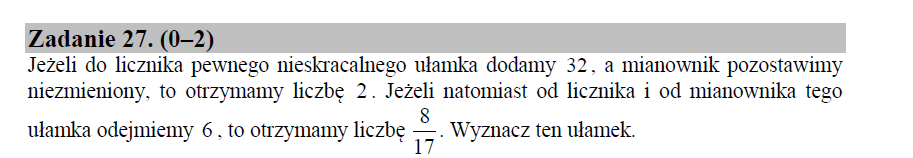 Zadanie 27. (0–2)
Jeżeli do licznika pewnego nieskracalnego ułamka dodamy 32, a mianownik pozostawimy
niezmieniony, to otrzymamy liczbę 2. Jeżeli natomiast od licznika i od mianownika tego
ułamka odejmiemy 6, to otrzymamy liczbę 8/17. Wyznacz ten ułamek.